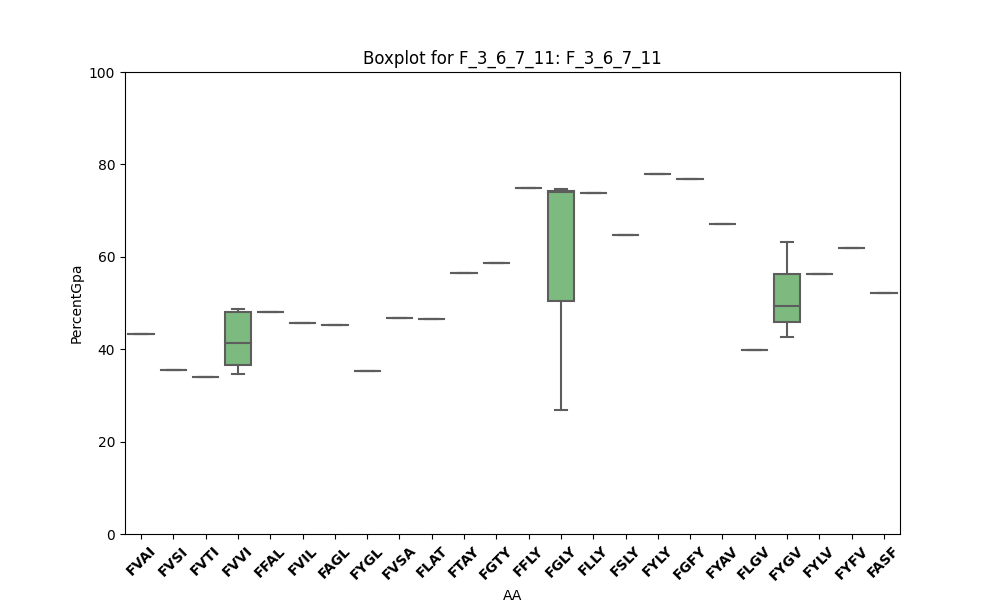 Boxplot for F_3_6_7_11: F_3_6_7_11
100
80
60
40
20
0
PercentGpa
FVAI FVSI FVTI FVVI FFAL FVIL FAGL FYGL FVSA FLAT FTAY FGTY FFLY FGLY FLLY FSLY FYLY FGFY FYAV FLGV FYGV FYLV FYFV FASF
AA